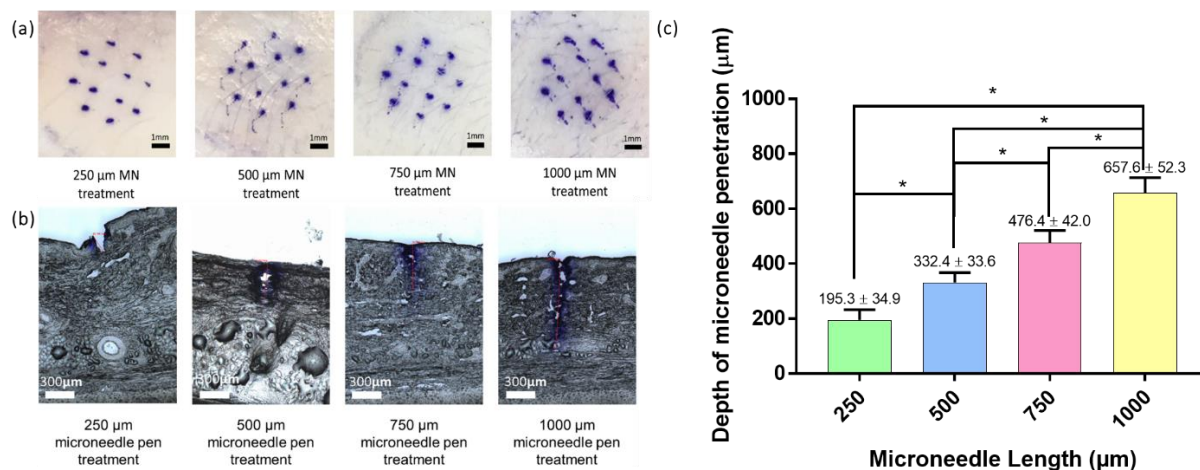 (a)
1mm
1mm
1mm
1mm
250 µm MN
treatment
500 µm MN
treatment
750 µm MN
treatment
1000 µm MN
treatment
(b)
300µm
300µm
300µm
300µm
250 µm
microneedle pen
treatment
500 µm
microneedle pen
treatment
750 µm
microneedle pen
treatment
1000 µm
microneedle pen
treatment
(c)
Depth of microneedle penetration (µm)
1000
800
600
400
200
0
*
*
*
*
*
195.3 ± 34.9
332.4 ± 33.6
476.4 ± 42.0
657.6 ± 52.3
250
500
750
1000
Microneedle Length (µm)